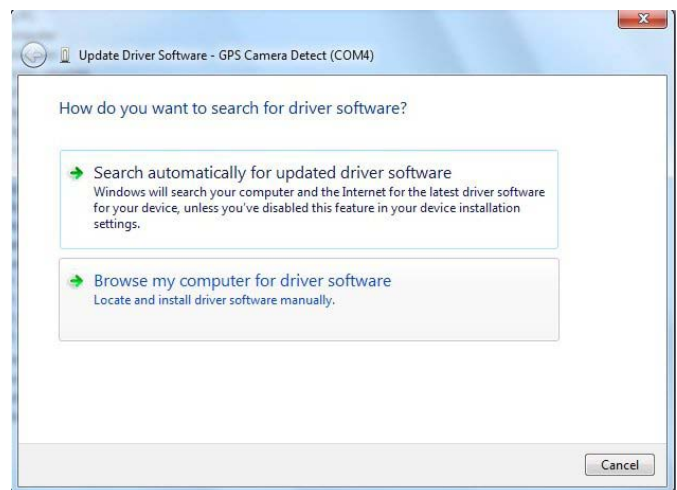 Update Driver Software - GPS Camera Detect (COM4)
How do you want to search for driver software?
Search automatically for updated driver software
Windows will search your computer and the Internet for the latest driver software
for your device, unless you've disabled this feature in your device installation
settings.
Browse my computer for driver software
Locate and install driver software manually.
Cancel